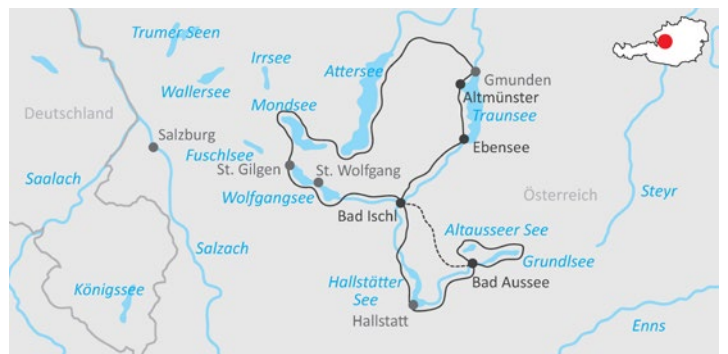 Trumer Seen
Irrsee
Attersee
Wallersee
Gmunden
Altmünster
Deutschland
Mondsee
Traunsee
Salzburg
Fuschlsee
Ebensee
St. Gilgen
St. Wolfgang
Saalach
Wolfgangsee
Österreich
Steyr
Bad Ischl
Altausseer See
Salzach
Grundlsee
Hallstätter
See
Bad Aussee
Königssee
Hallstatt
Enns